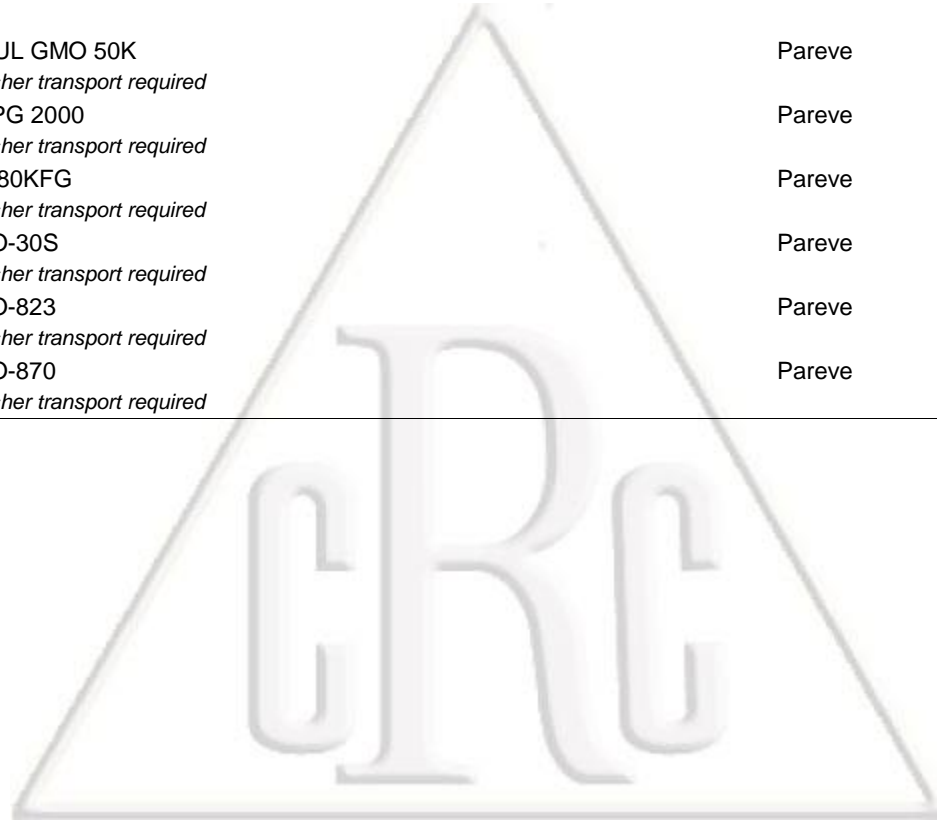 UL GMO 50K Pareve
her transport required
PG 2000 Pareve
her transport required
80KFG Pareve
her transport required
O-30S Pareve
her transport required
O-823 Pareve
her transport required
O-870 Pareve
her transport required
cRc